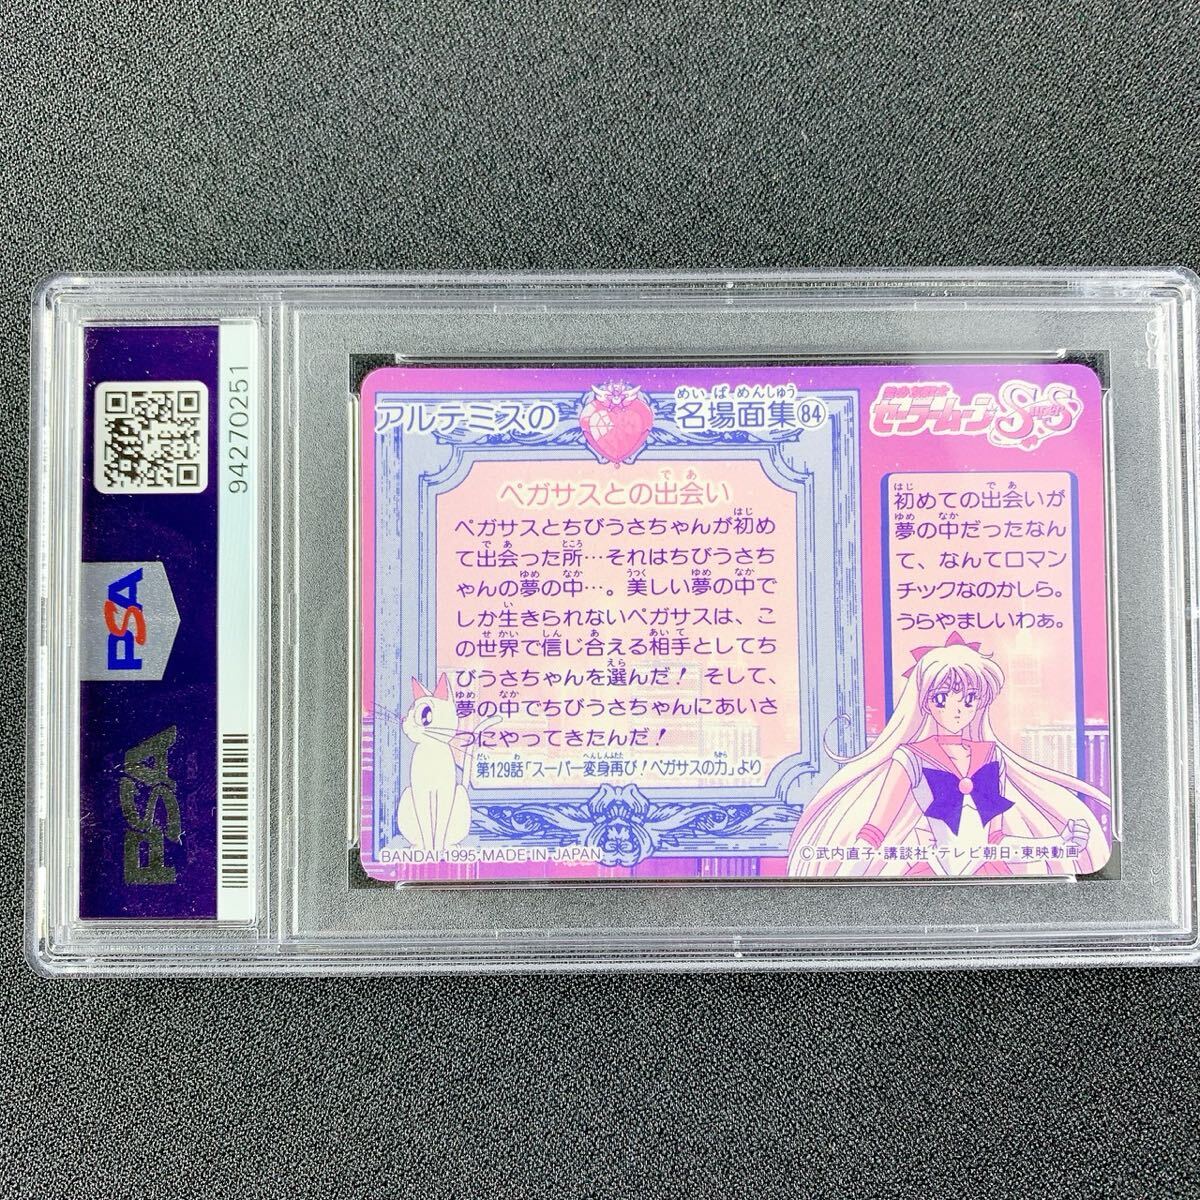 94270251
PSA
PSA
アルテミスの名場面集84
めいばめんしゅう
美少女戦士
セーラームーン SuperS
ペガサスとの出会い
ペガサスとちびうさちゃんが初め
て出会った所…それはちびうさち
ゃんの夢の中…。美しい夢の中で
しか生きられないペガサスは、こ
の世界で信じ合える相手としてち
びうさちゃんを選んだ! そして、
夢の中でちびうさちゃんにあいさ
つにやってきたんだ!
第129話「スーパー変身再び!ペガサスの力」より
初めての出会いが
夢の中だったなん
て、なんてロマン
チックなのかしら。
うらやましいわぁ。
BANDAI 1995 MADE IN JAPAN
©武内直子・講談社・テレビ朝日・東映動画